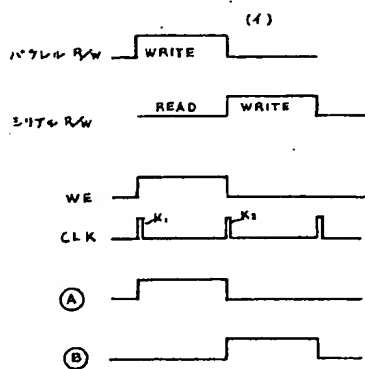 (イ)
パラレル R/W WRITE
シリアル R/W READ WRITE
WE
CLK K₁ K₂
Ⓐ
Ⓑ